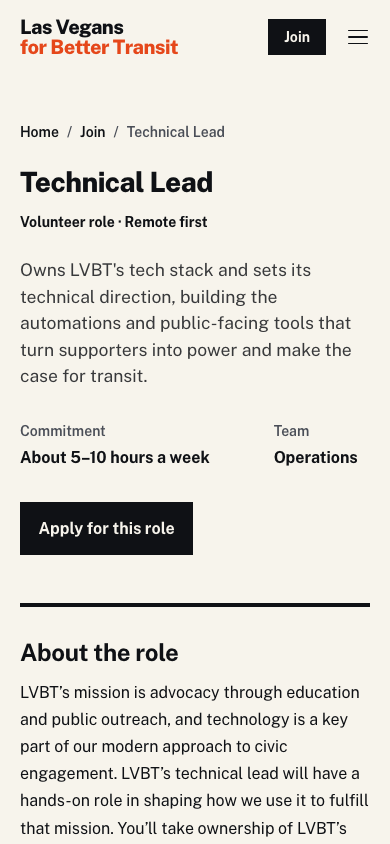 Las Vegans
for Better Transit
Join
Home / Join / Technical Lead
Technical Lead
Volunteer role · Remote first
Owns LVBT's tech stack and sets its
technical direction, building the
automations and public-facing tools that
turn supporters into power and make the
case for transit.
Commitment
About 5–10 hours a week
Team
Operations
Apply for this role
About the role
LVBT’s mission is advocacy through education
and public outreach, and technology is a key
part of our modern approach to civic
engagement. LVBT’s technical lead will have a
hands-on role in shaping how we use it to fulfill
that mission. You’ll take ownership of LVBT’s